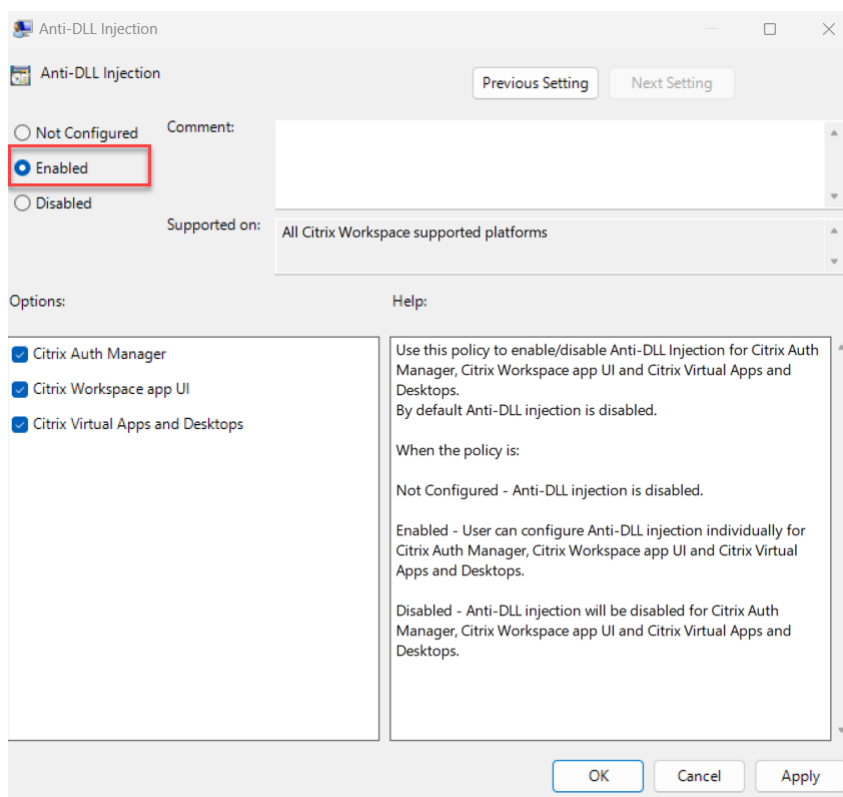 Anti-DLL Injection
Anti-DLL Injection
Previous Setting
Next Setting
Not Configured
Comment:
Enabled
Disabled
Supported on:
All Citrix Workspace supported platforms
Options:
Help:
Citrix Auth Manager
Citrix Workspace app UI
Citrix Virtual Apps and Desktops
Use this policy to enable/disable Anti-DLL Injection for Citrix Auth
Manager, Citrix Workspace app UI and Citrix Virtual Apps and
Desktops.
By default Anti-DLL injection is disabled.
When the policy is:
Not Configured - Anti-DLL injection is disabled.
Enabled - User can configure Anti-DLL injection individually for
Citrix Auth Manager, Citrix Workspace app UI and Citrix Virtual
Apps and Desktops.
Disabled - Anti-DLL injection will be disabled for Citrix Auth
Manager, Citrix Workspace app UI and Citrix Virtual Apps and
Desktops.
OK
Cancel
Apply